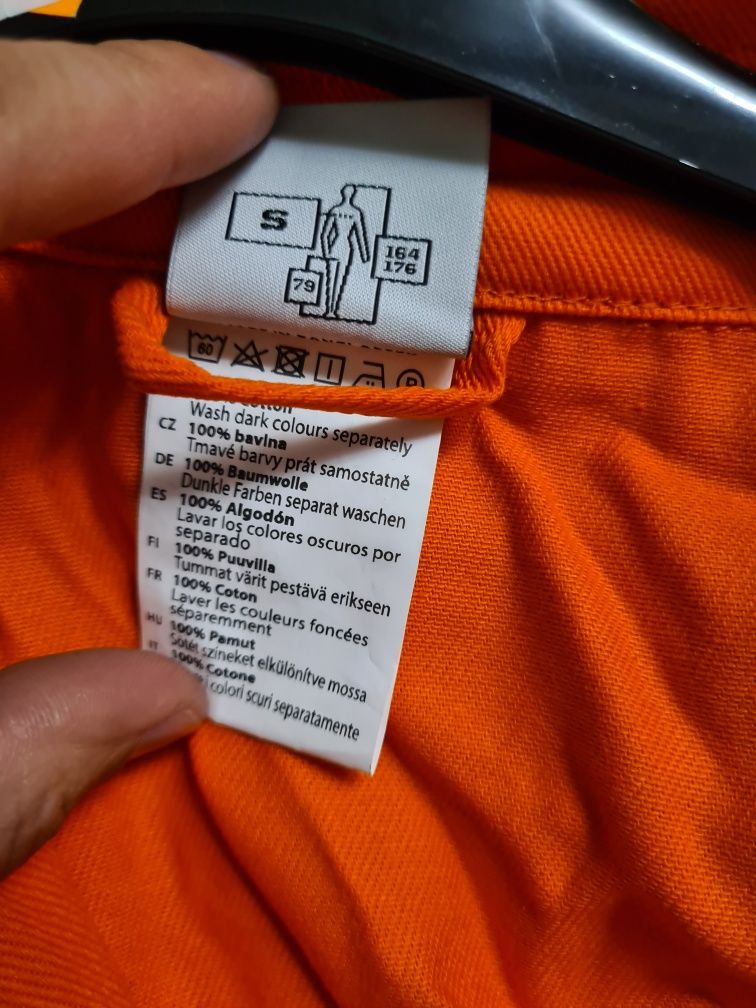 S
164
176
79
60
P
Wash dark colours separately
CZ 100% bavlna
Tmavé barvy prát samostatně
DE 100% Baumwolle
Dunkle Farben separat waschen
ES 100% Algodón
Lavar los colores oscuros por
separado
FI 100% Puuvilla
Tummat värit pestävä erikseen
FR 100% Coton
Laver les couleurs foncées
séparemment
HU 100% Pamut
Sötét színeket elkülönítve mossa
IT 100% Cotone
i colori scuri separatamente